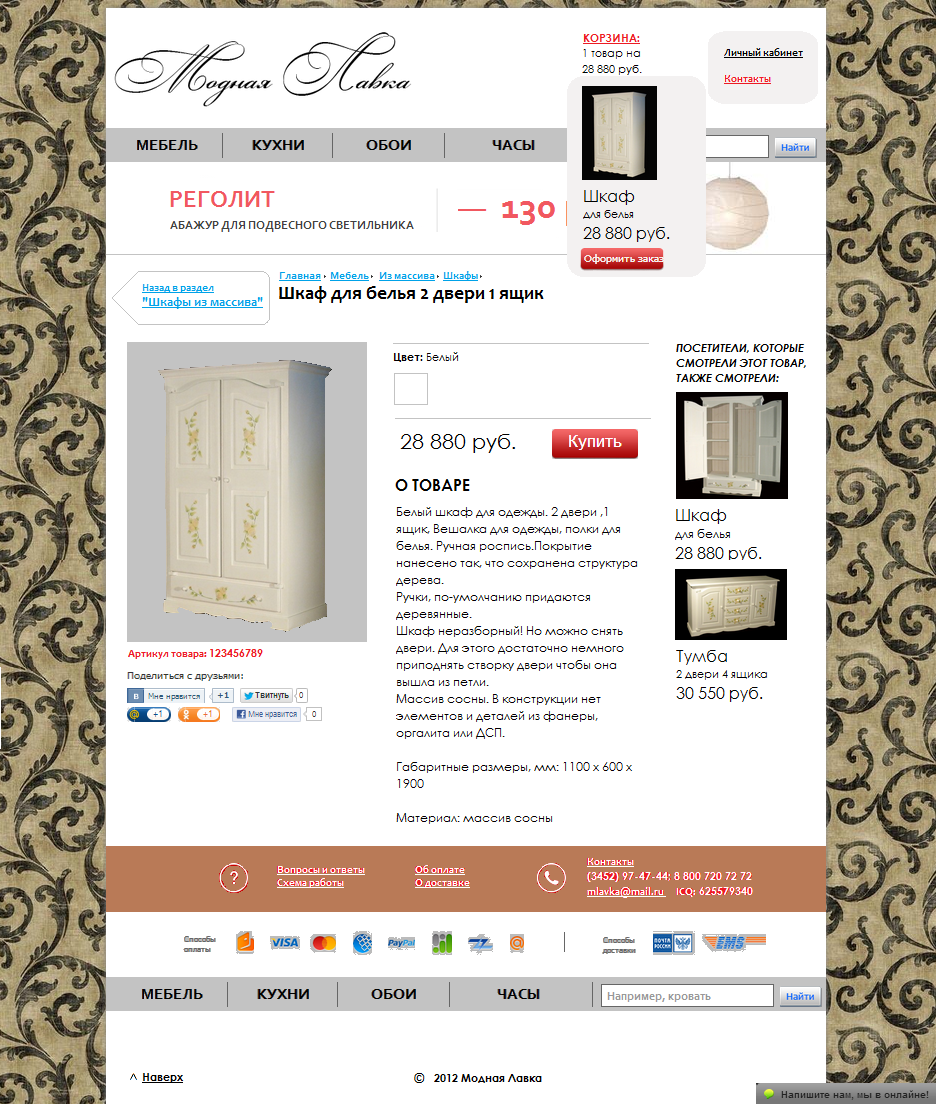 Модная Лавка
КОРЗИНА:
1 товар на
28 880 руб.
Личный кабинет
Контакты
МЕБЕЛЬ
КУХНИ
ОБОИ
ЧАСЫ
Найти
Шкаф
для белья
28 880 руб.
Оформить заказ
РЕГОЛИТ
АБАЖУР ДЛЯ ПОДВЕСНОГО СВЕТИЛЬНИКА
— 130
Назад в раздел
"Шкафы из массива"
Главная Мебель Из массива Шкафы
Шкаф для белья 2 двери 1 ящик
Цвет: Белый
28 880 руб.
Купить
О ТОВАРЕ
Белый шкаф для одежды. 2 двери ,1
ящик, Вешалка для одежды, полки для
белья. Ручная роспись.Покрытие
нанесено так, что сохранена структура
дерева.
Ручки, по-умолчанию придаются
деревянные.
Шкаф неразборный! Но можно снять
двери. Для этого достаточно немного
приподнять створку двери чтобы она
вышла из петли.
Массив сосны. В конструкции нет
элементов и деталей из фанеры,
оргалита или ДСП.
Габаритные размеры, мм: 1100 x 600 x
1900
Материал: массив сосны
Артикул товара: 123456789
Поделиться с друзьями:
В Мне нравится +1 Твитнуть 0
@ +1 +1 f Мне нравится 0
ПОСЕТИТЕЛИ, КОТОРЫЕ
СМОТРЕЛИ ЭТОТ ТОВАР,
ТАКЖЕ СМОТРЕЛИ:
Шкаф
для белья
28 880 руб.
Тумба
2 двери 4 ящика
30 550 руб.
?
Вопросы и ответы
Схема работы
Об оплате
О доставке
Контакты
(3452) 97-47-44; 8 800 720 72 72
mlavka@mail.ru ICQ: 625579340
Способы
оплаты
VISA
MasterCard
PayPal
@
Способы
доставки
ПОЧТА
РОССИИ
EMS
МЕБЕЛЬ
КУХНИ
ОБОИ
ЧАСЫ
Например, кровать
Найти
^ Наверх
© 2012 Модная Лавка
Напишите нам, мы в онлайне!